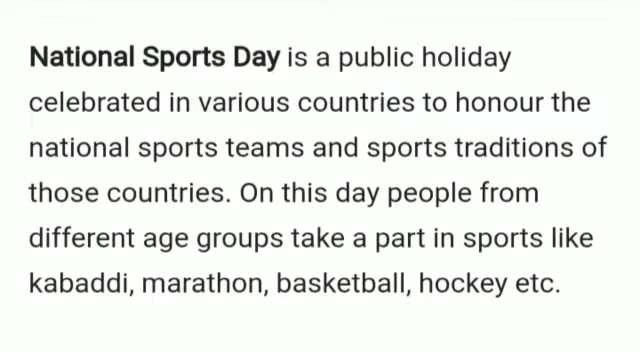 National Sports Day is a public holiday
celebrated in various countries to honour the
national sports teams and sports traditions of
those countries. On this day people from
different age groups take a part in sports like
kabaddi, marathon, basketball, hockey etc.